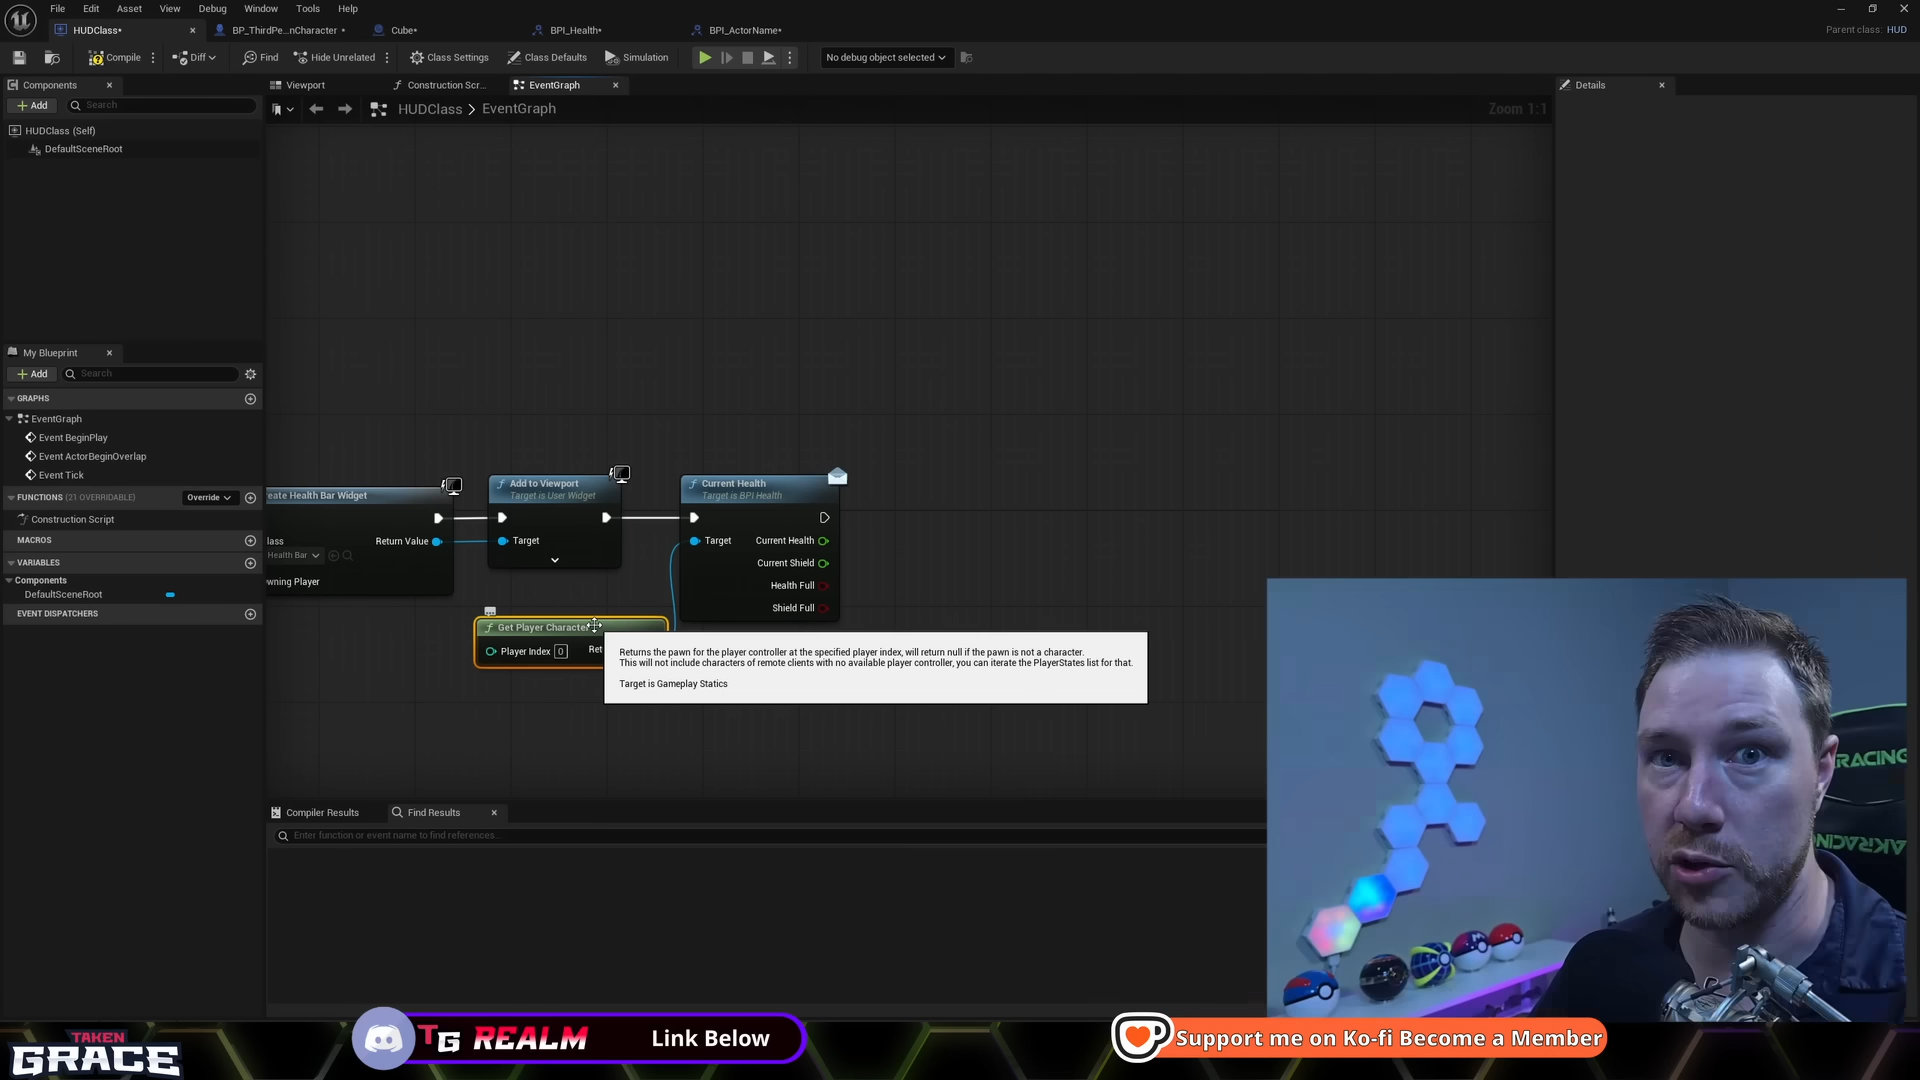 File Edit Asset View Debug Window Tools Help
HUDClass* BP_ThirdPe...nCharacter * Cube* BPI_Health* BPI_ActorName*
Parent class: HUD
Compile Diff Find Hide Unrelated Class Settings Class Defaults Simulation No debug object selected
Components
Add Search
HUDClass (Self)
DefaultSceneRoot
My Blueprint
Add Search
GRAPHS
EventGraph
Event BeginPlay
Event ActorBeginOverlap
Event Tick
FUNCTIONS (21 OVERRIDABLE) Override
Construction Script
MACROS
VARIABLES
Components
DefaultSceneRoot
EVENT DISPATCHERS
Viewport Construction Scr... EventGraph
HUDClass > EventGraph
Zoom 1:1
Details
eate Health Bar Widget
lass Return Value
Health Bar
wning Player
Add to Viewport
Target is User Widget
Target
Current Health
Target is BPI Health
Target Current Health
Current Shield
Health Full
Shield Full
Get Player Character
Player Index 0 Ret
Returns the pawn for the player controller at the specified player index, will return null if the pawn is not a character.
This will not include characters of remote clients with no available player controller, you can iterate the PlayerStates list for that.
Target is Gameplay Statics
Compiler Results Find Results
Enter function or event name to find references...
RACING
AKRACING
TAKEN
GRACE
TG REALM Link Below
Support me on Ko-fi Become a Member